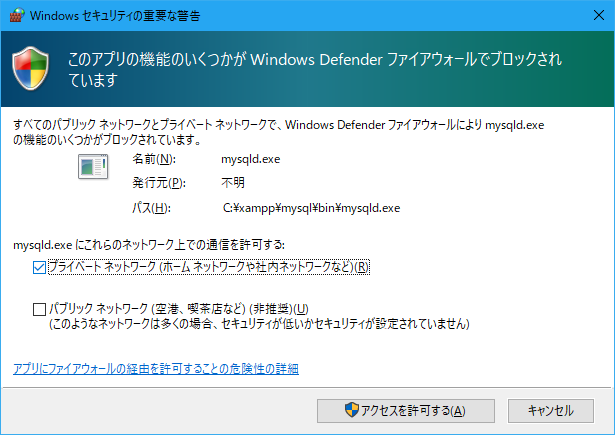 Windows セキュリティの重要な警告
このアプリの機能のいくつかが Windows Defender ファイアウォールでブロックされ
ています
すべてのパブリック ネットワークとプライベート ネットワークで、Windows Defender ファイアウォールにより mysqld.exe
の機能のいくつかがブロックされています。
名前(N): mysqld.exe
発行元(P): 不明
パス(H): C:¥xampp¥mysql¥bin¥mysqld.exe
mysqld.exe にこれらのネットワーク上での通信を許可する:
プライベート ネットワーク (ホーム ネットワークや社内ネットワークなど)(R)
パブリック ネットワーク (空港、喫茶店など) (非推奨)(U)
(このようなネットワークは多くの場合、セキュリティが低いかセキュリティが設定されていません)
アプリにファイアウォールの経由を許可することの危険性の詳細
アクセスを許可する(A) キャンセル